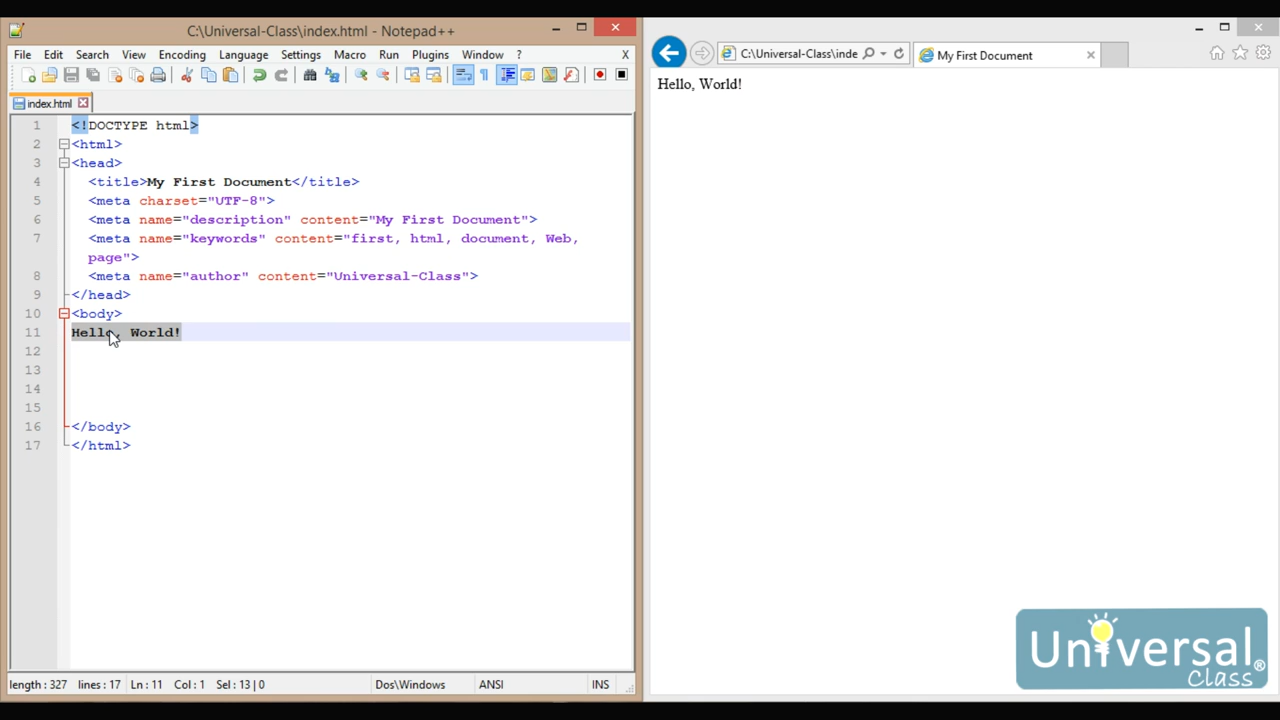 C:\Universal-Class\index.html - Notepad++
File Edit Search View Encoding Language Settings Macro Run Plugins Window ? X
index.html
1 <!DOCTYPE html>
2 <html>
3 <head>
4 <title>My First Document</title>
5 <meta charset="UTF-8">
6 <meta name="description" content="My First Document">
7 <meta name="keywords" content="first, html, document, Web,
page">
8 <meta name="author" content="Universal-Class">
9 </head>
10 <body>
11 Hello, World!
12
13
14
15
16 </body>
17 </html>
length : 327 lines : 17 Ln : 11 Col : 1 Sel : 13 | 0 Dos\Windows ANSI INS
C:\Universal-Class\inde
My First Document
Hello, World!
Universal®
Class